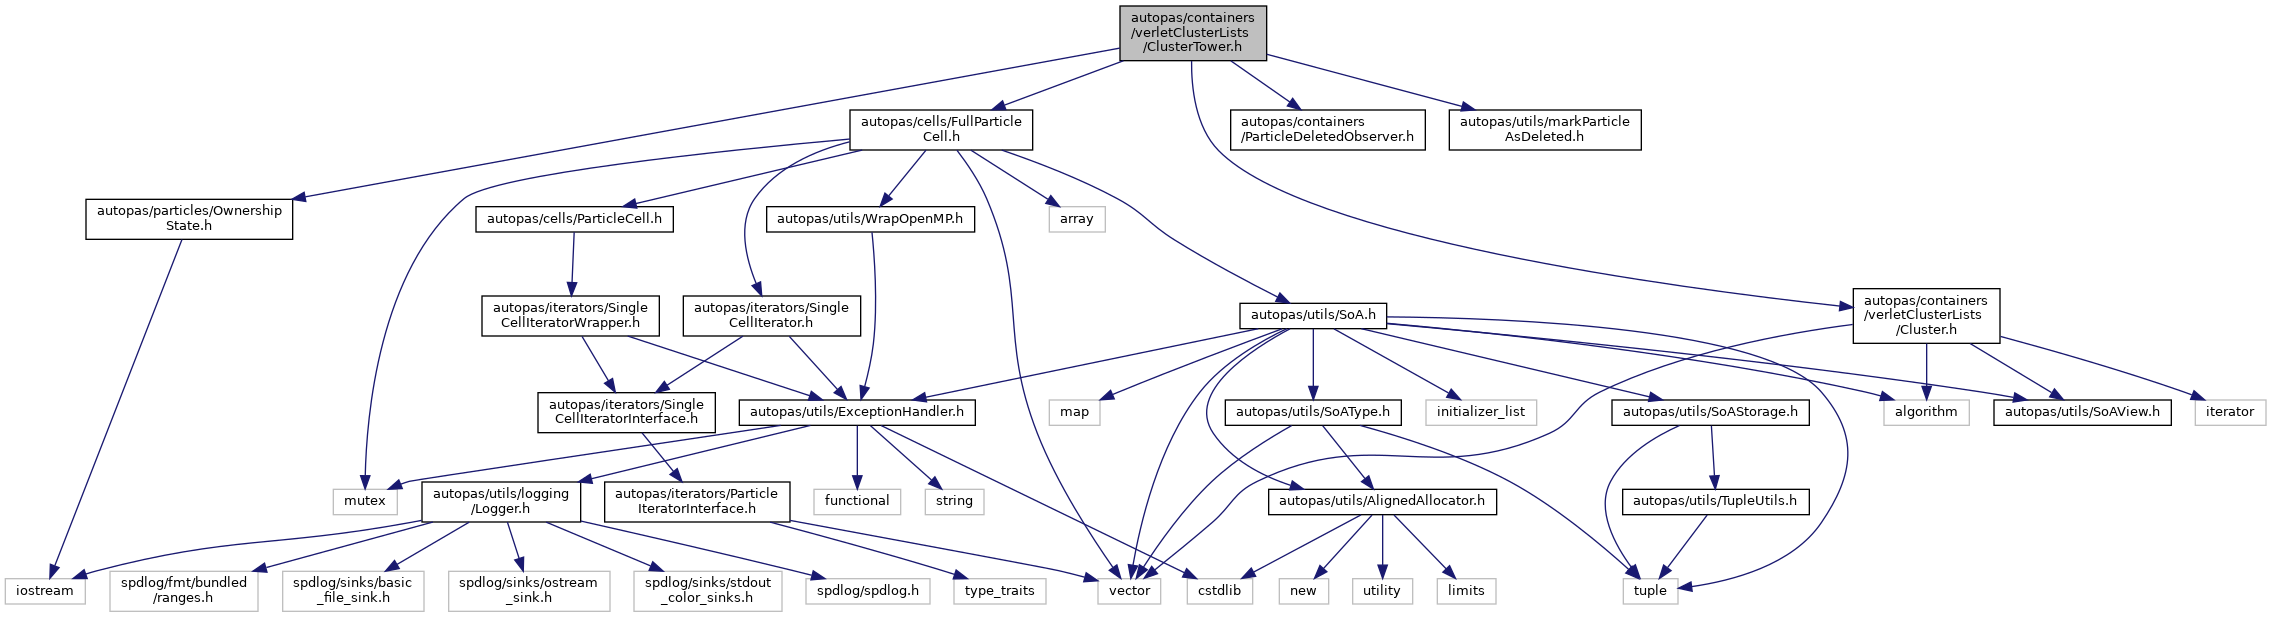 autopas/containers
/verletClusterLists
/ClusterTower.h
autopas/cells/FullParticle
Cell.h
autopas/containers
/ParticleDeletedObserver.h
autopas/utils/markParticle
AsDeleted.h
autopas/particles/Ownership
State.h
autopas/cells/ParticleCell.h
autopas/utils/WrapOpenMP.h
array
autopas/iterators/Single
CellIteratorWrapper.h
autopas/iterators/Single
CellIterator.h
autopas/utils/SoA.h
autopas/containers
/verletClusterLists
/Cluster.h
autopas/iterators/Single
CellIteratorInterface.h
autopas/utils/ExceptionHandler.h
map
autopas/utils/SoAType.h
initializer_list
autopas/utils/SoAStorage.h
algorithm
autopas/utils/SoAView.h
iterator
mutex
autopas/utils/logging
/Logger.h
autopas/iterators/Particle
IteratorInterface.h
functional
string
autopas/utils/AlignedAllocator.h
autopas/utils/TupleUtils.h
iostream
spdlog/fmt/bundled
/ranges.h
spdlog/sinks/basic
_file_sink.h
spdlog/sinks/ostream
_sink.h
spdlog/sinks/stdout
_color_sinks.h
spdlog/spdlog.h
type_traits
vector
cstdlib
new
utility
limits
tuple